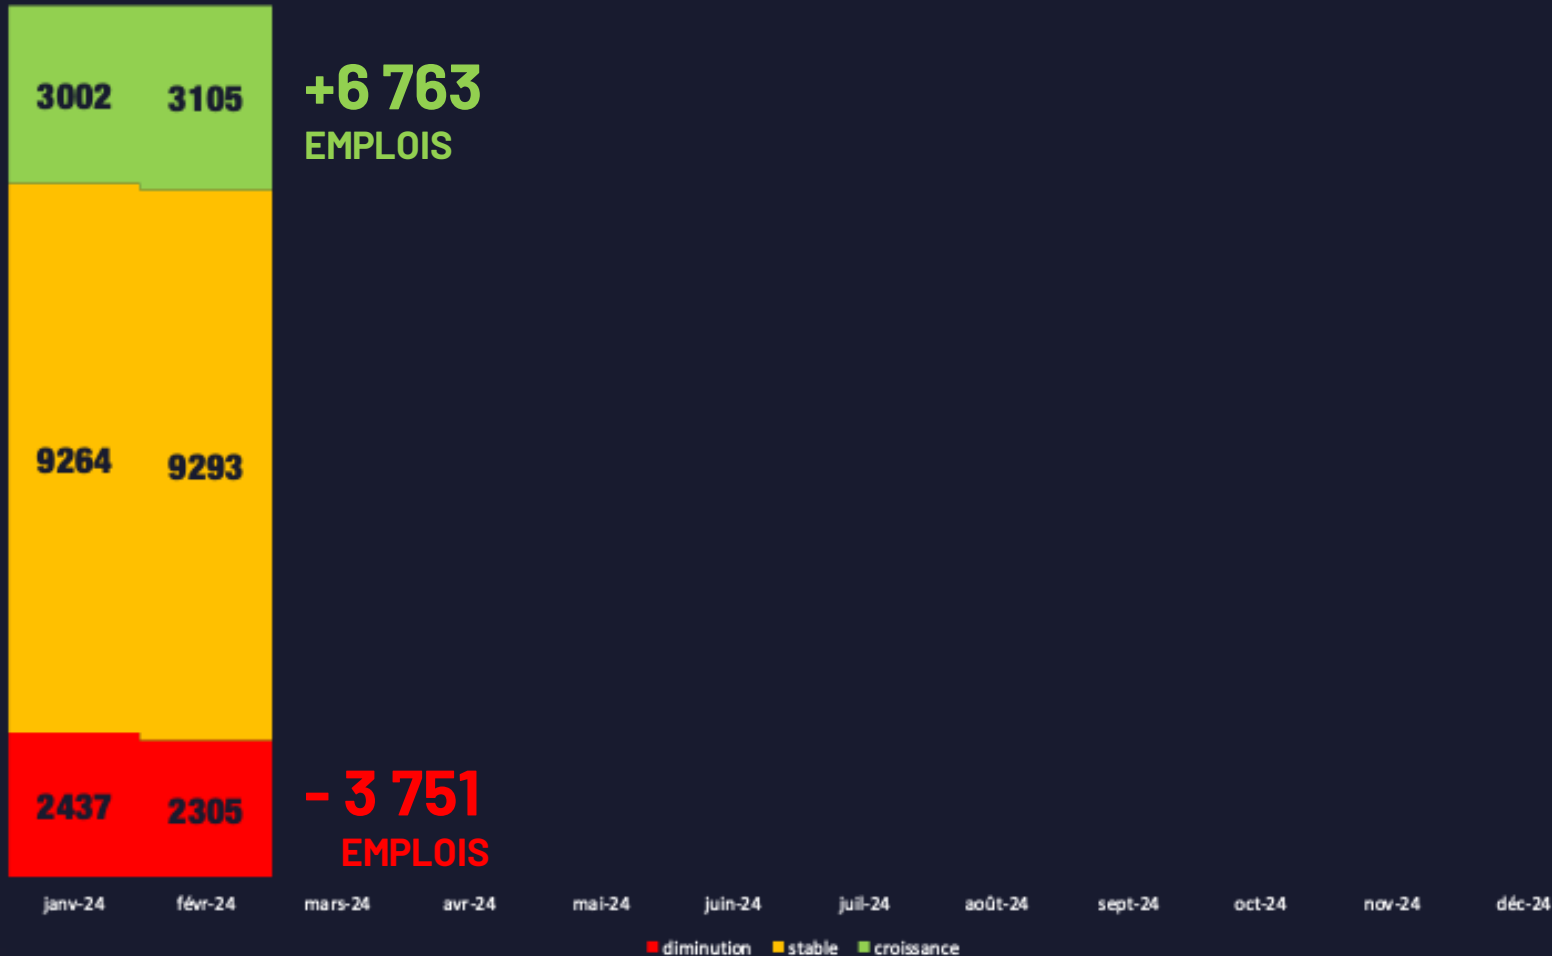 3002 3105
+6 763
EMPLOIS
9264 9293
2437 2305
- 3 751
EMPLOIS
janv-24 févr-24 mars-24 avr-24 mai-24 juin-24 juil-24 août-24 sept-24 oct-24 nov-24 déc-24
diminution stable croissance